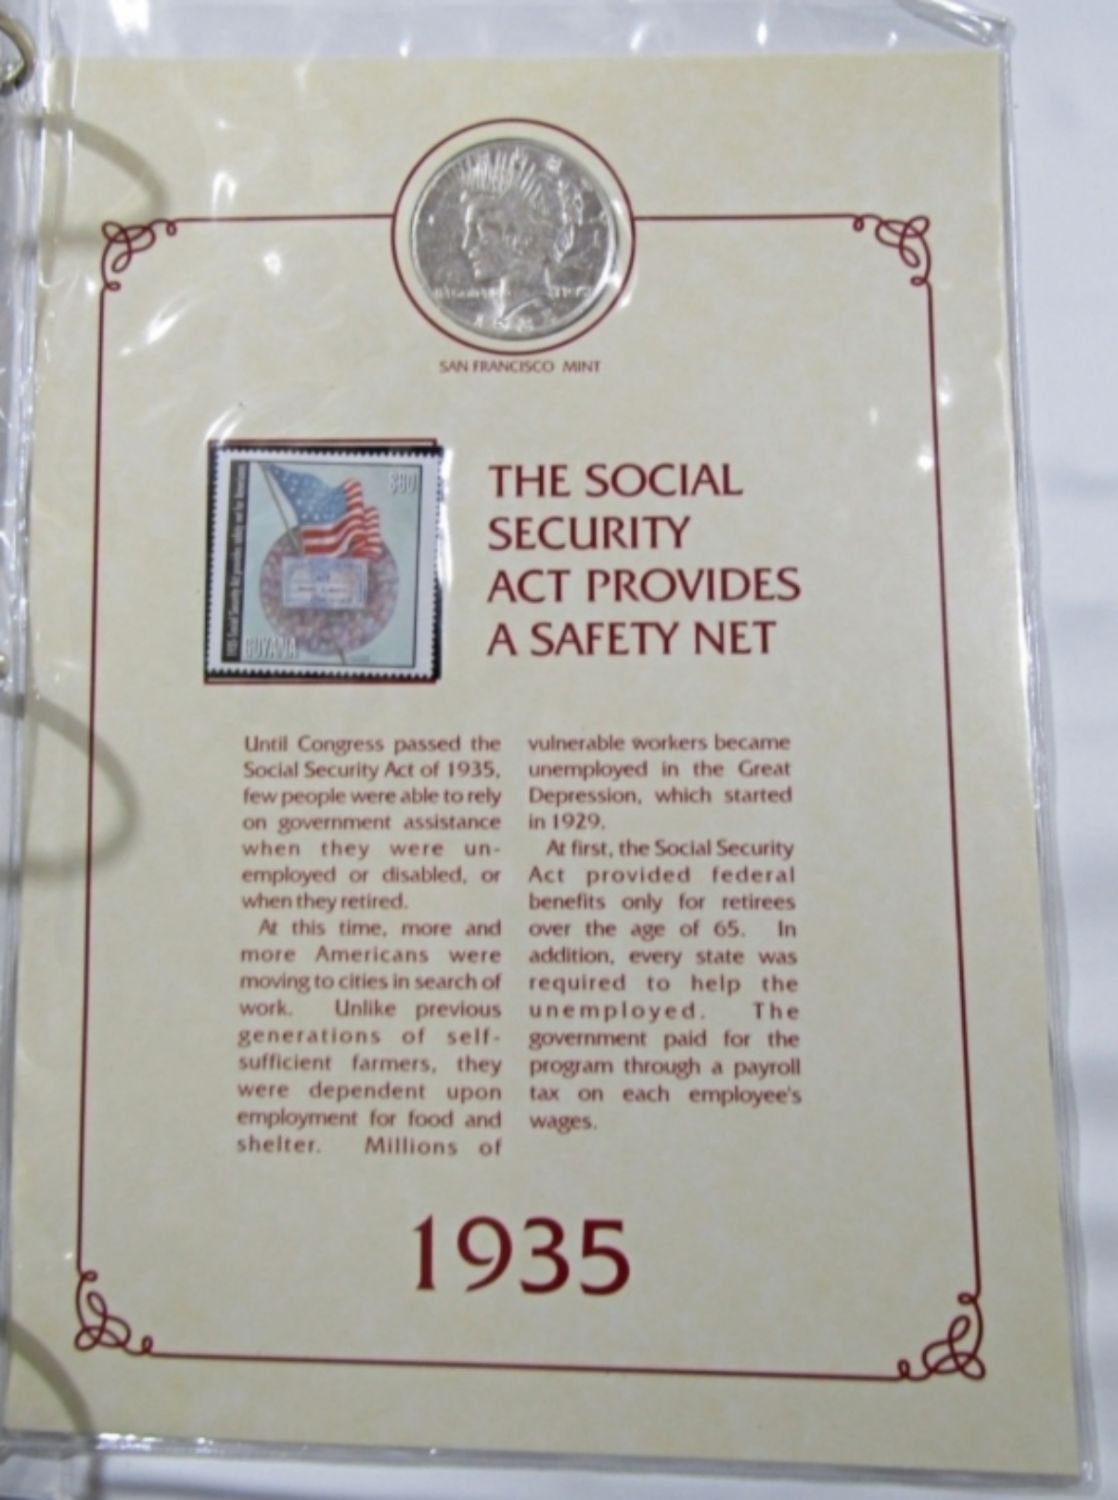 SAN FRANCISCO MINT
$80
GUYANA
THE SOCIAL
SECURITY
ACT PROVIDES
A SAFETY NET
Until Congress passed the
Social Security Act of 1935,
few people were able to rely
on government assistance
when they were un-
employed or disabled, or
when they retired.
At this time, more and
more Americans were
moving to cities in search of
work. Unlike previous
generations of self-
sufficient farmers, they
were dependent upon
employment for food and
shelter. Millions of
vulnerable workers became
unemployed in the Great
Depression, which started
in 1929.
At first, the Social Security
Act provided federal
benefits only for retirees
over the age of 65. In
addition, every state was
required to help the
unemployed. The
government paid for the
program through a payroll
tax on each employee's
wages.
1935